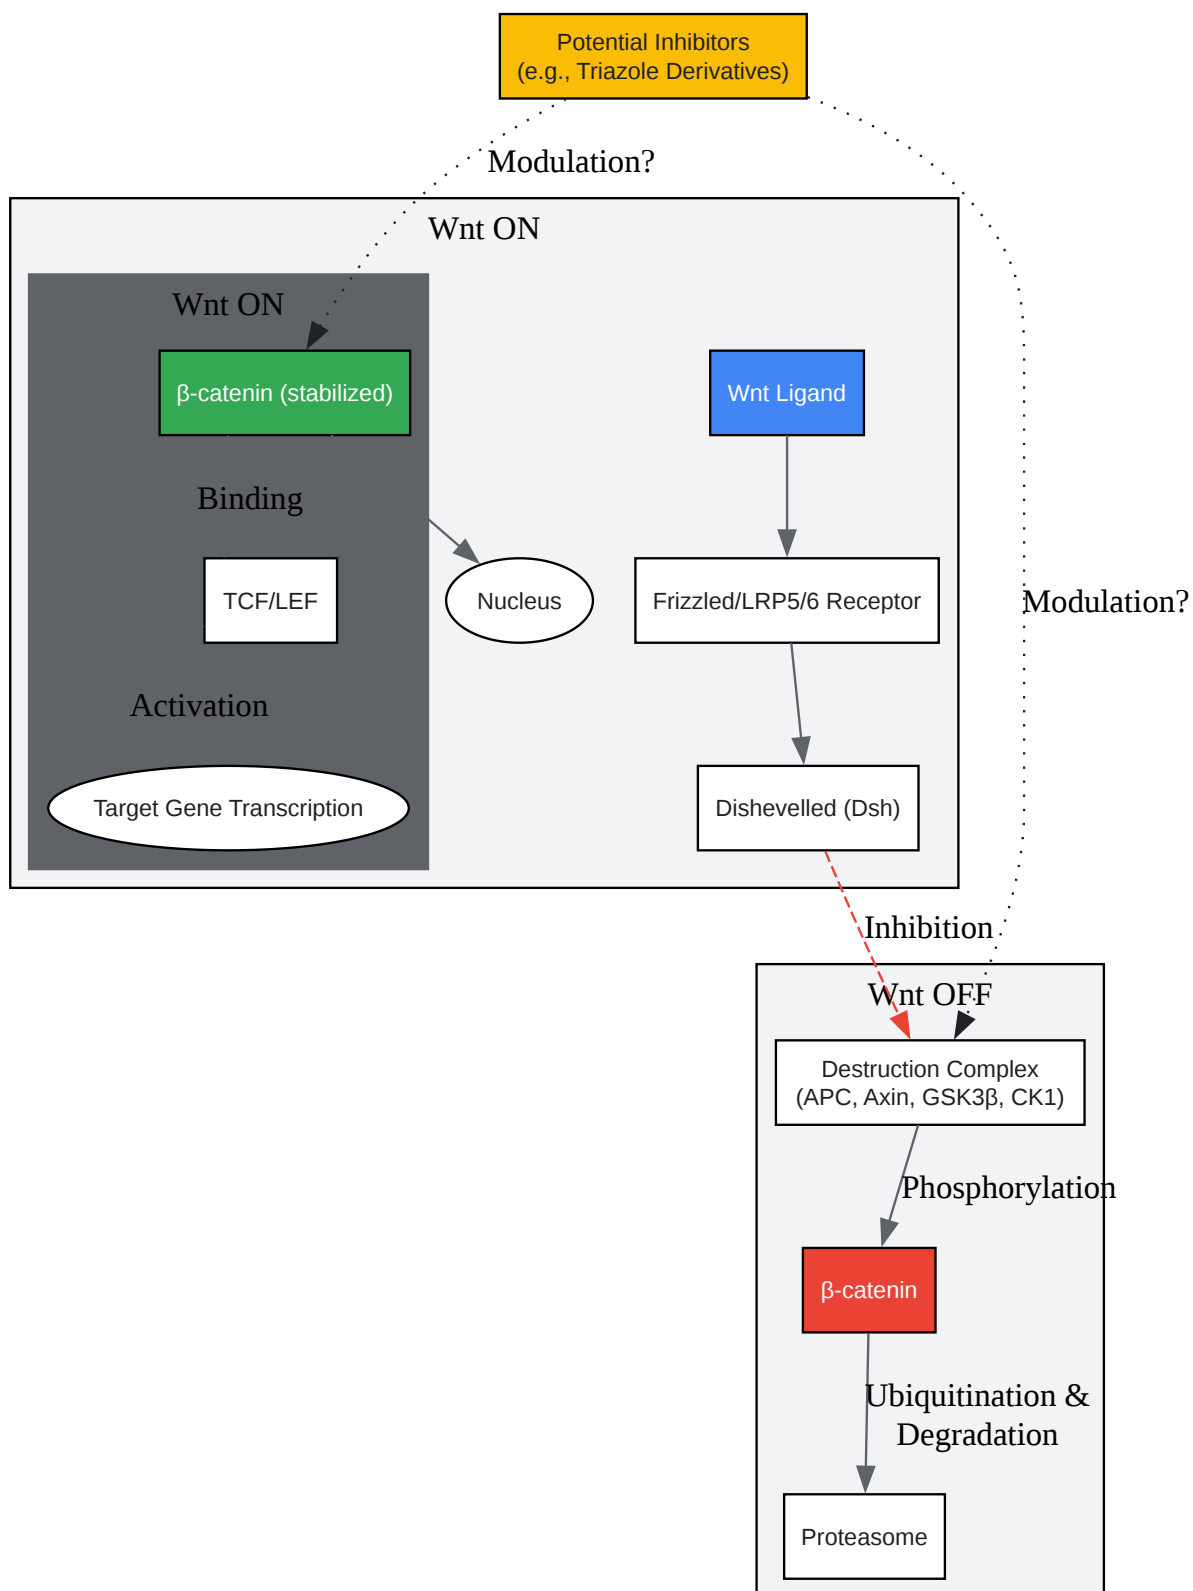 Potential Inhibitors
(e.g., Triazole Derivatives)
Modulation?
Wnt ON
Wnt ON
β-catenin (stabilized)
Wnt Ligand
Binding
TCF/LEF
Nucleus
Frizzled/LRP5/6 Receptor
Modulation?
Activation
Target Gene Transcription
Dishevelled (Dsh)
Inhibition
Wnt OFF
Destruction Complex
(APC, Axin, GSK3β, CK1)
Phosphorylation
β-catenin
Ubiquitination &
Degradation
Proteasome